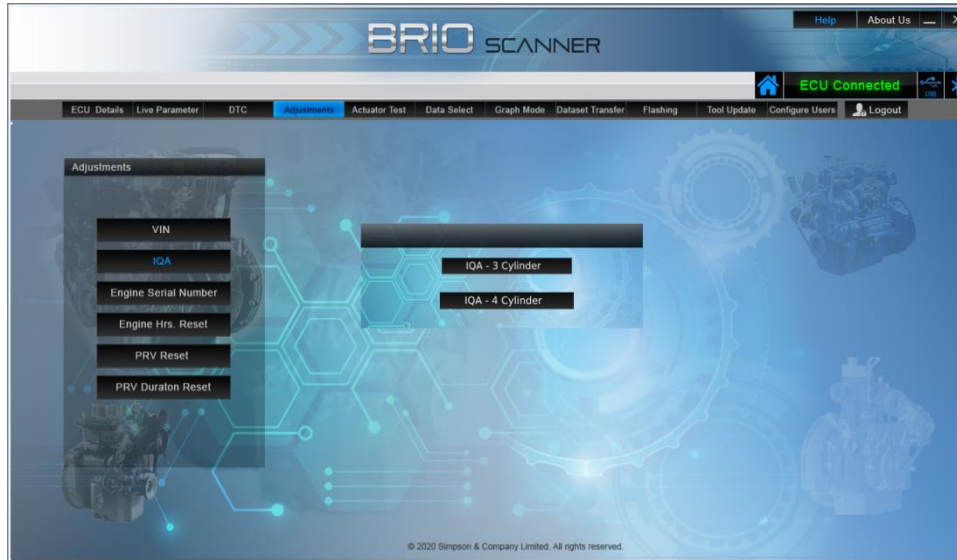 Help About Us
BRIO SCANNER
ECU Connected
USB
ECU Details Live Parameter DTC Adjustments Actuator Test Data Select Graph Mode Dataset Transfer Flashing Tool Update Configure Users Logout
Adjustments
VIN
IQA
Engine Serial Number
Engine Hrs. Reset
PRV Reset
PRV Duraton Reset
IQA - 3 Cylinder
IQA - 4 Cylinder
© 2020 Simpson & Company Limited. All rights reserved.